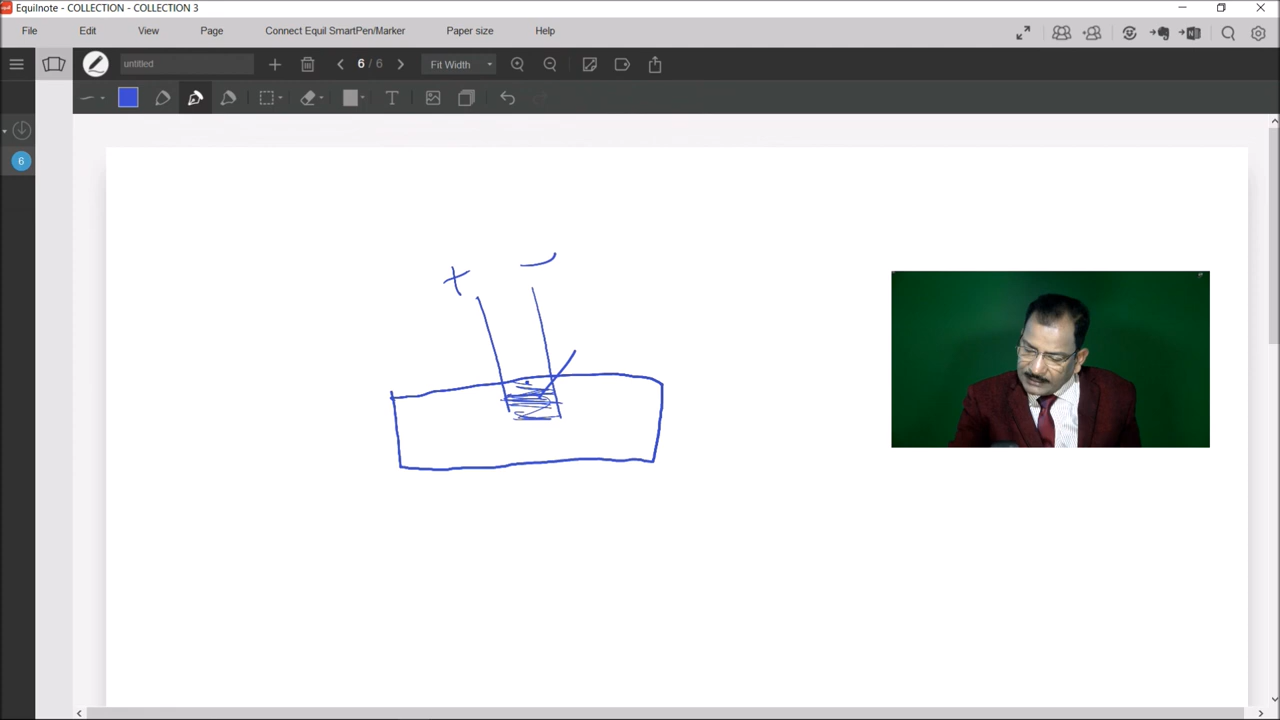 Equilnote - COLLECTION - COLLECTION 3
File Edit View Page Connect Equil SmartPen/Marker Paper size Help
untitled 6 / 6 Fit Width
T
6
+ −